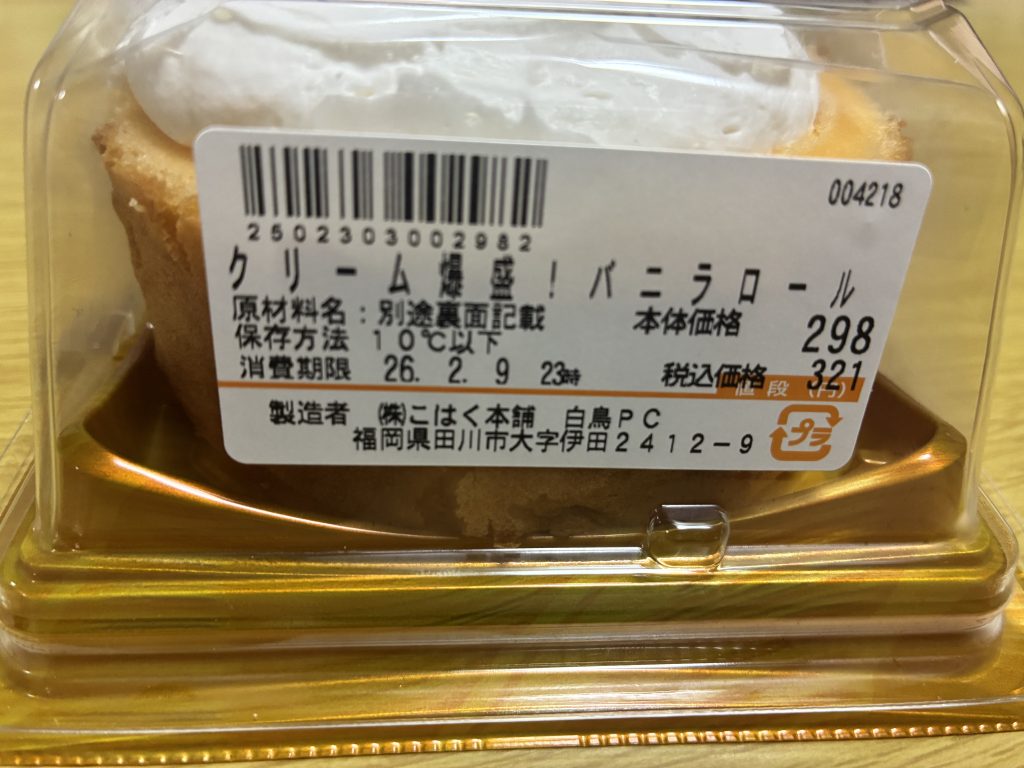 004218
2502303002982
クリーム爆盛！バニラロール
原材料名：別途裏面記載 本体価格 298
保存方法 10℃以下
消費期限 26. 2. 9 23時 税込価格 321
値段 (円)
製造者 ㈱こはく本舗 白鳥PC
福岡県田川市大字伊田2412-9
プラ